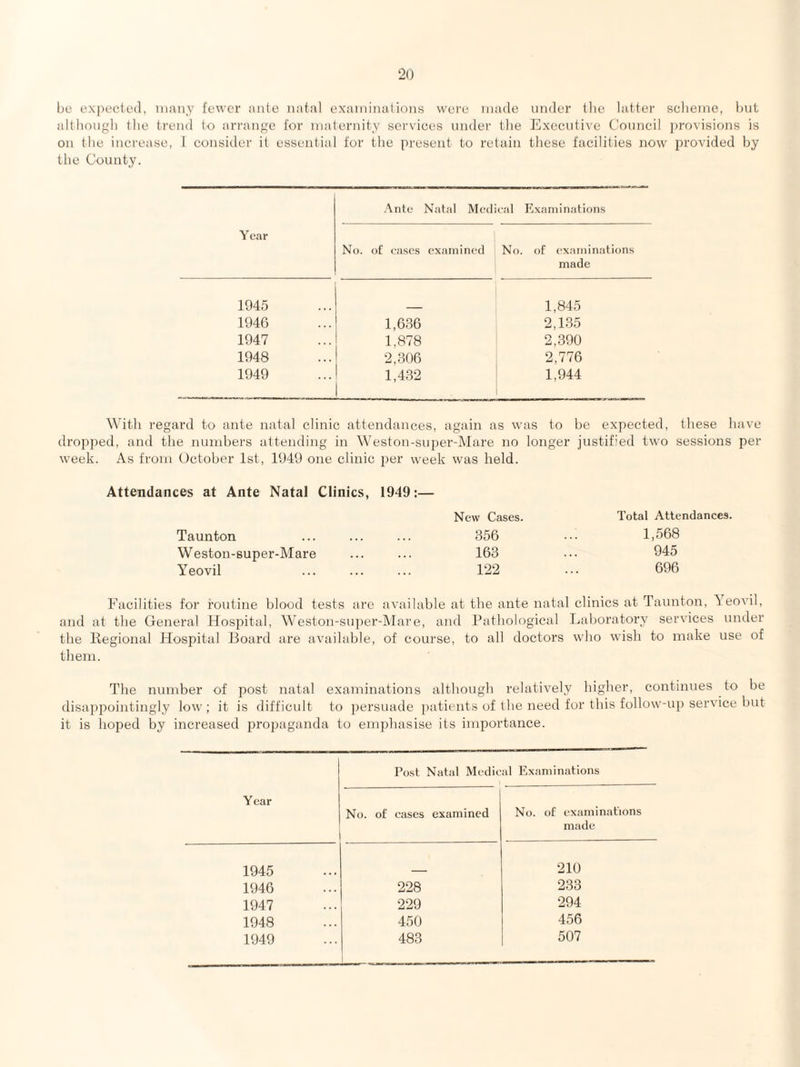 20
be expected, many fewer ante natal examinations were made under the latter scheme, but
although the trend to arrange for maternity services under the Executive Council provisions is
on the increase, I consider it essential for the present to retain these facilities now provided by
the County.
Ante Natal Medical Examinations
Year
No. of cases examined No. of examinations
made
1945 ... — 1,845
1946 ... 1,636 2,135
1947 ... 1,878 2,390
1948 ... 2,306 2,776
1949 ... 1,432 1,944
With regard to ante natal clinic attendances, again as was to be expected, these have
dropped, and the numbers attending in Weston-super-Mare no longer justified two sessions per
week. As from October 1st, 1949 one clinic per week was held.
Attendances at Ante Natal Clinics, 1949:—
New Cases. Total Attendances.
Taunton ... ... ... 356 ... 1,568
Weston-super-Mare ... ... 163 ... 945
Yeovil ... ... ... 122 ... 696
Facilities for routine blood tests are available at the ante natal clinics at Taunton, Yeovil,
and at the General Hospital, Weston-super-Mare, and Pathological Laboratory services under
the Regional Hospital Board are available, of course, to all doctors who wish to make use of
them.
The number of post natal examinations although relatively higher, continues to be
disappointingly low; it is difficult to persuade patients of the need for this follow-up service but
it is hoped by increased propaganda to emphasise its importance.
Post Natal Medical Examinations
Year
No. of cases examined No. of examinations
made
1945 ... — 210
1946 ... 228 233
1947 ... 229 294
1948 ... 450 456
1949 ... 483 507